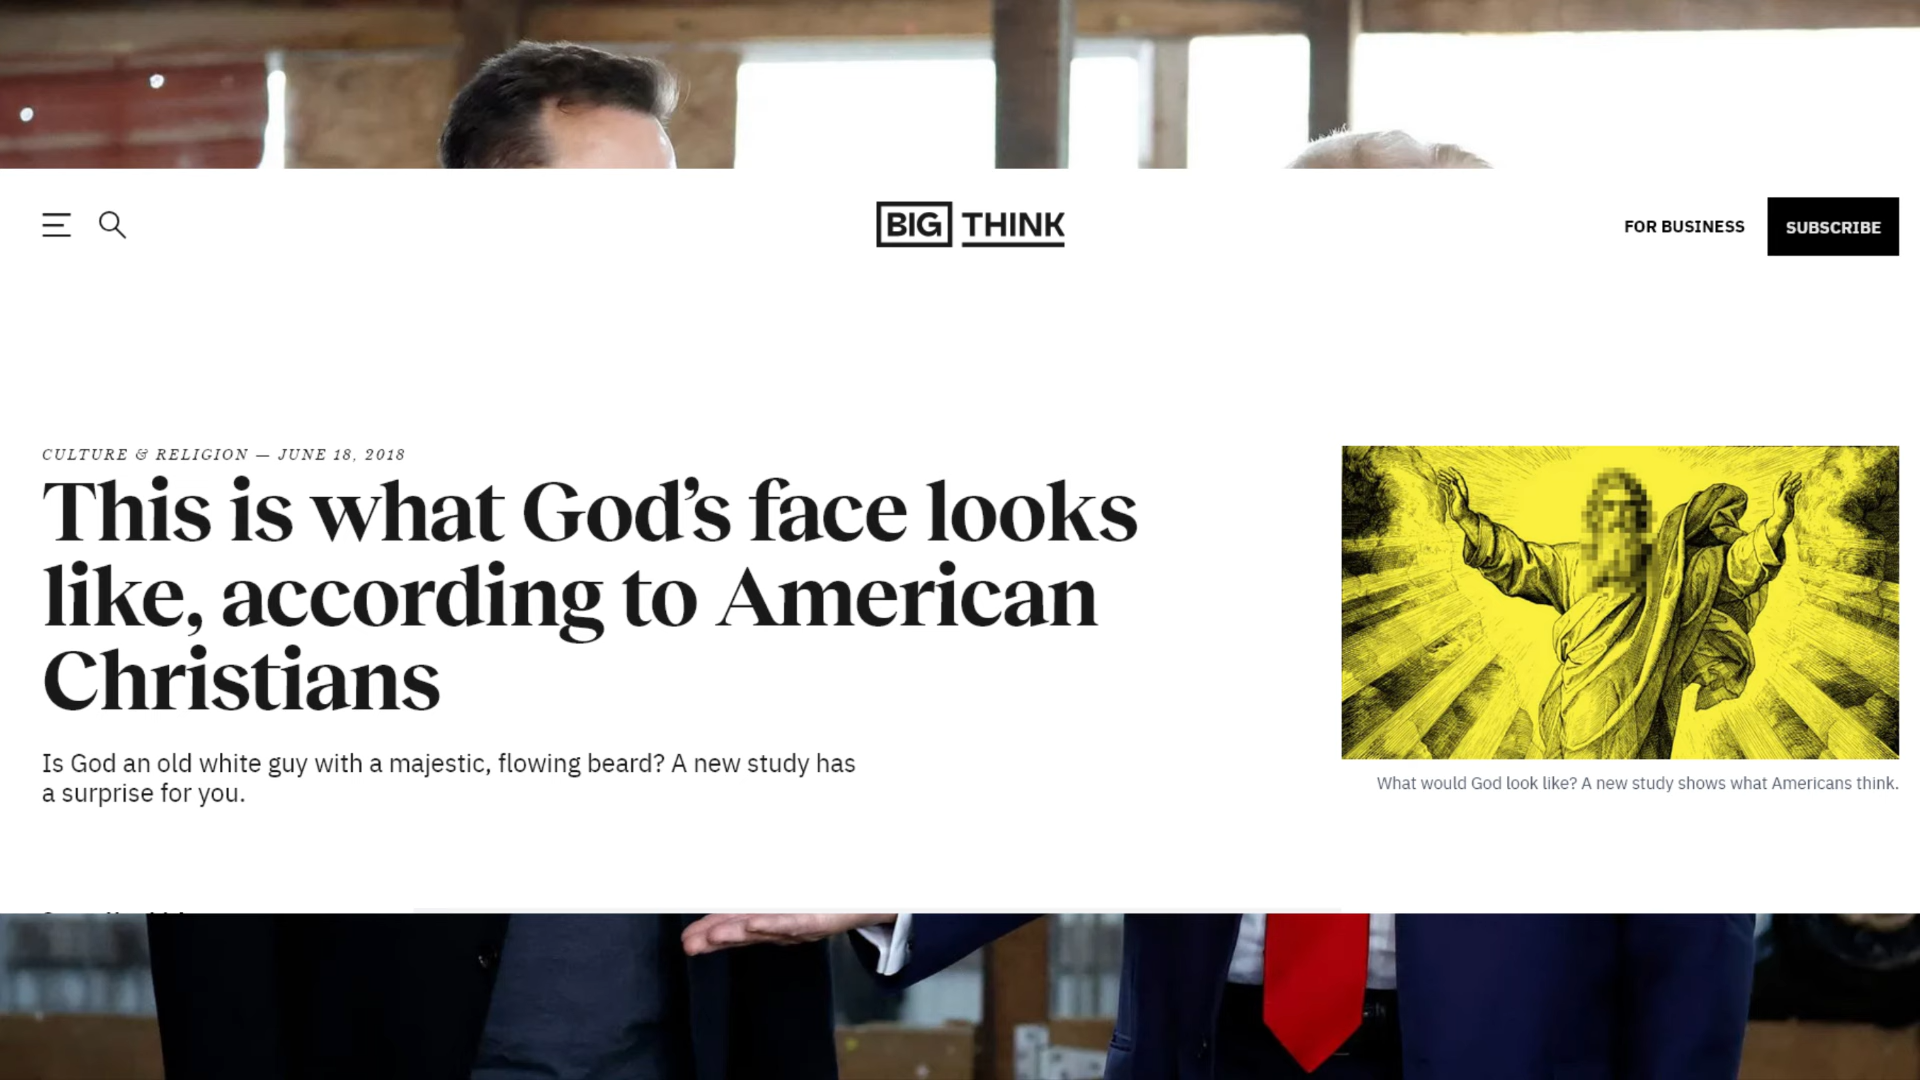 BIG THINK
FOR BUSINESS
SUBSCRIBE
CULTURE & RELIGION — JUNE 18, 2018
This is what God’s face looks
like, according to American
Christians
Is God an old white guy with a majestic, flowing beard? A new study has
a surprise for you.
What would God look like? A new study shows what Americans think.